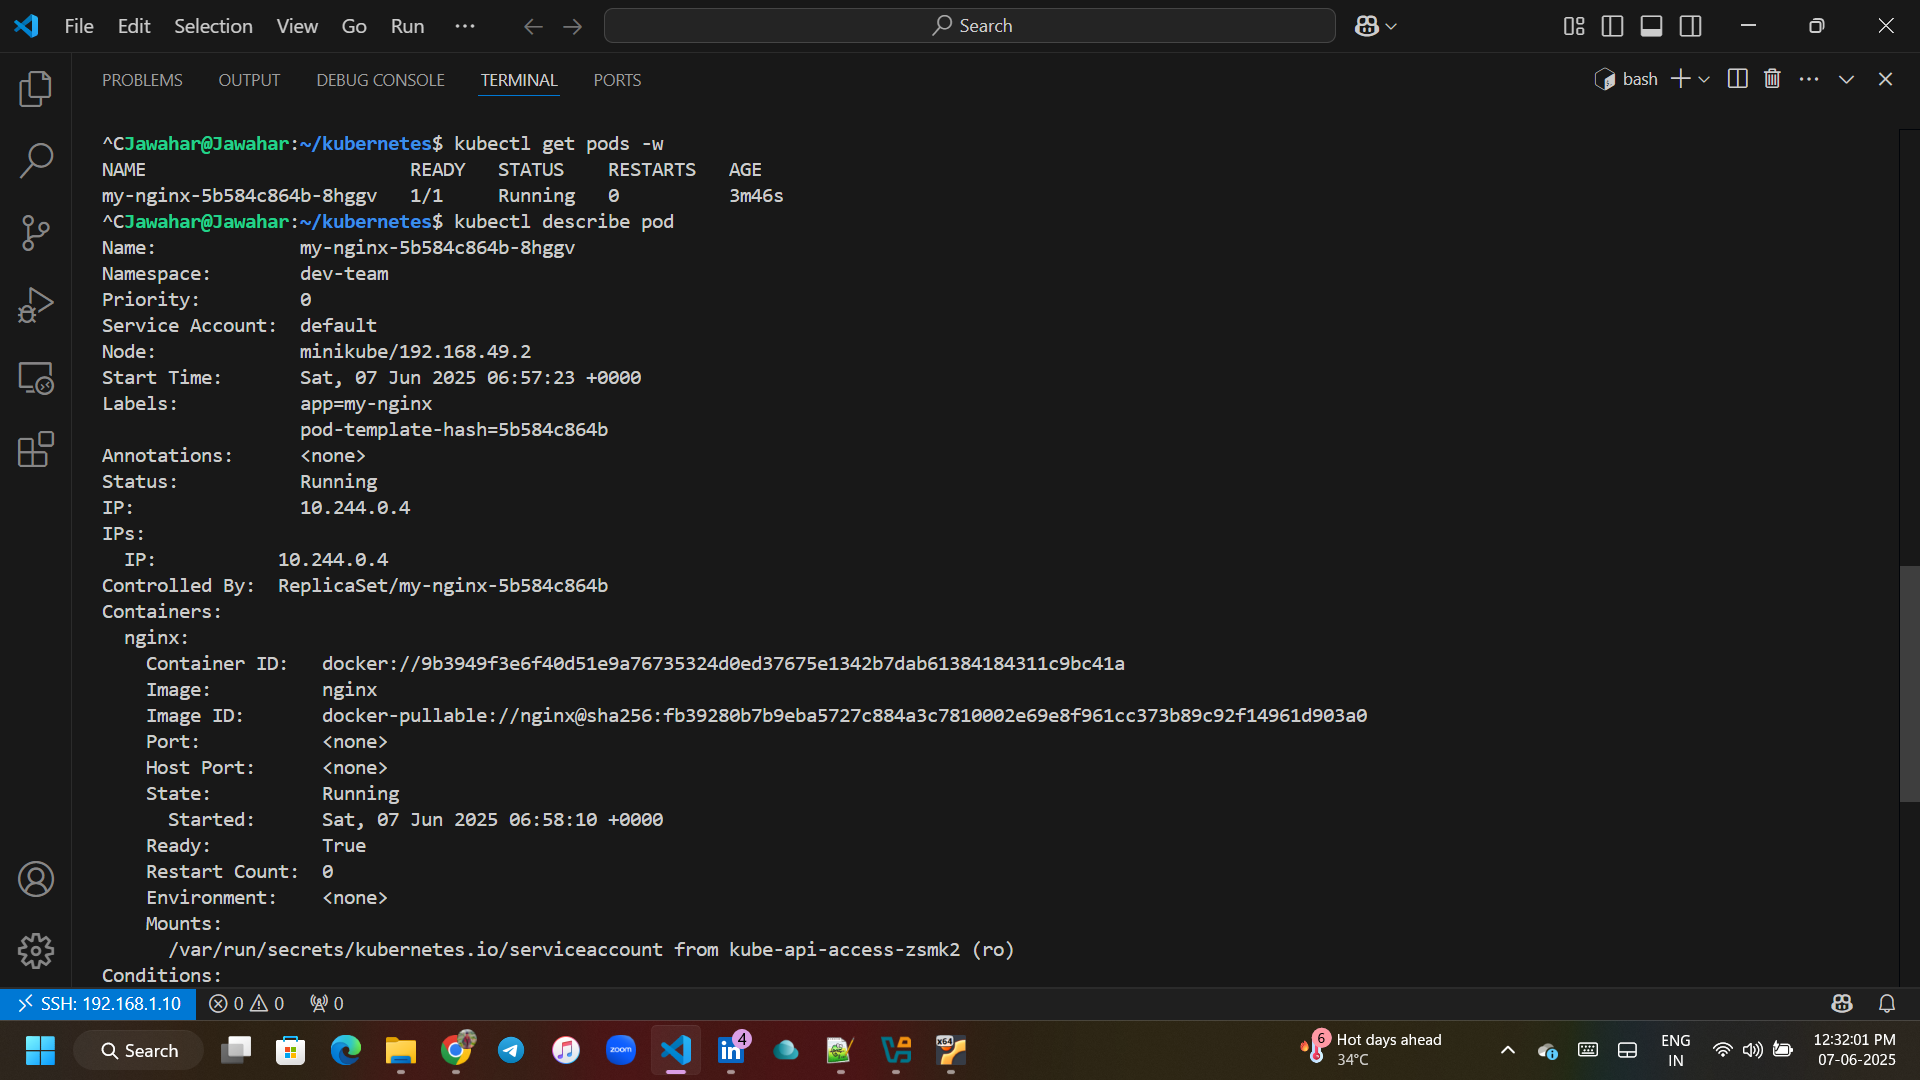 File Edit Selection View Go Run ··· Search
PROBLEMS OUTPUT DEBUG CONSOLE TERMINAL PORTS bash
^CJawahar@Jawahar:~/kubernetes$ kubectl get pods -w
NAME READY STATUS RESTARTS AGE
my-nginx-5b584c864b-8hggv 1/1 Running 0 3m46s
^CJawahar@Jawahar:~/kubernetes$ kubectl describe pod
Name: my-nginx-5b584c864b-8hggv
Namespace: dev-team
Priority: 0
Service Account: default
Node: minikube/192.168.49.2
Start Time: Sat, 07 Jun 2025 06:57:23 +0000
Labels: app=my-nginx
pod-template-hash=5b584c864b
Annotations: <none>
Status: Running
IP: 10.244.0.4
IPs:
IP: 10.244.0.4
Controlled By: ReplicaSet/my-nginx-5b584c864b
Containers:
nginx:
Container ID: docker://9b3949f3e6f40d51e9a76735324d0ed37675e1342b7dab61384184311c9bc41a
Image: nginx
Image ID: docker-pullable://nginx@sha256:fb39280b7b9eba5727c884a3c7810002e69e8f961cc373b89c92f14961d903a0
Port: <none>
Host Port: <none>
State: Running
Started: Sat, 07 Jun 2025 06:58:10 +0000
Ready: True
Restart Count: 0
Environment: <none>
Mounts:
/var/run/secrets/kubernetes.io/serviceaccount from kube-api-access-zsmk2 (ro)
Conditions:
SSH: 192.168.1.10 0 0 0
Search zoom 4 x64 6 Hot days ahead ENG 12:32:01 PM
34°C IN 07-06-2025